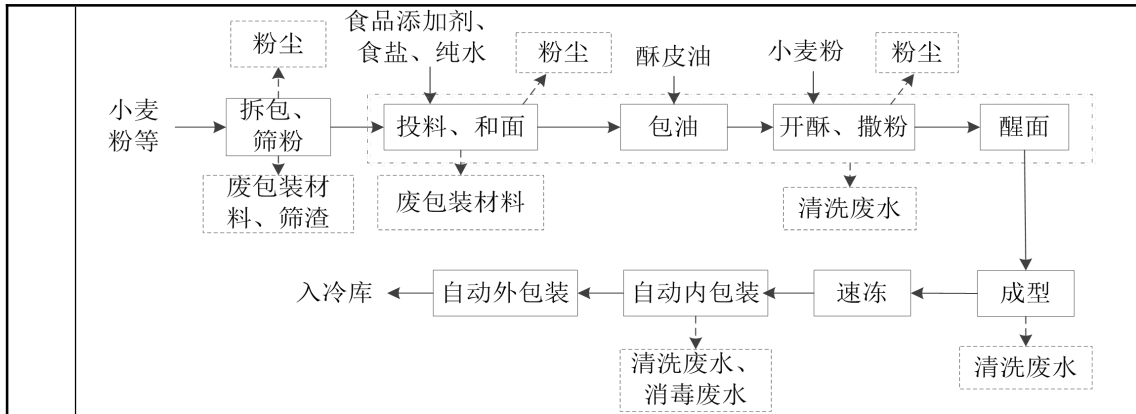 食品添加剂、
食盐、纯水
粉尘
粉尘
酥皮油
小麦粉
粉尘
小麦
粉等
拆包、
筛粉
投料、和面
包油
开酥、撒粉
醒面
废包装材
料、筛渣
废包装材料
清洗废水
入冷库
自动外包装
自动内包装
速冻
成型
清洗废水、
消毒废水
清洗废水